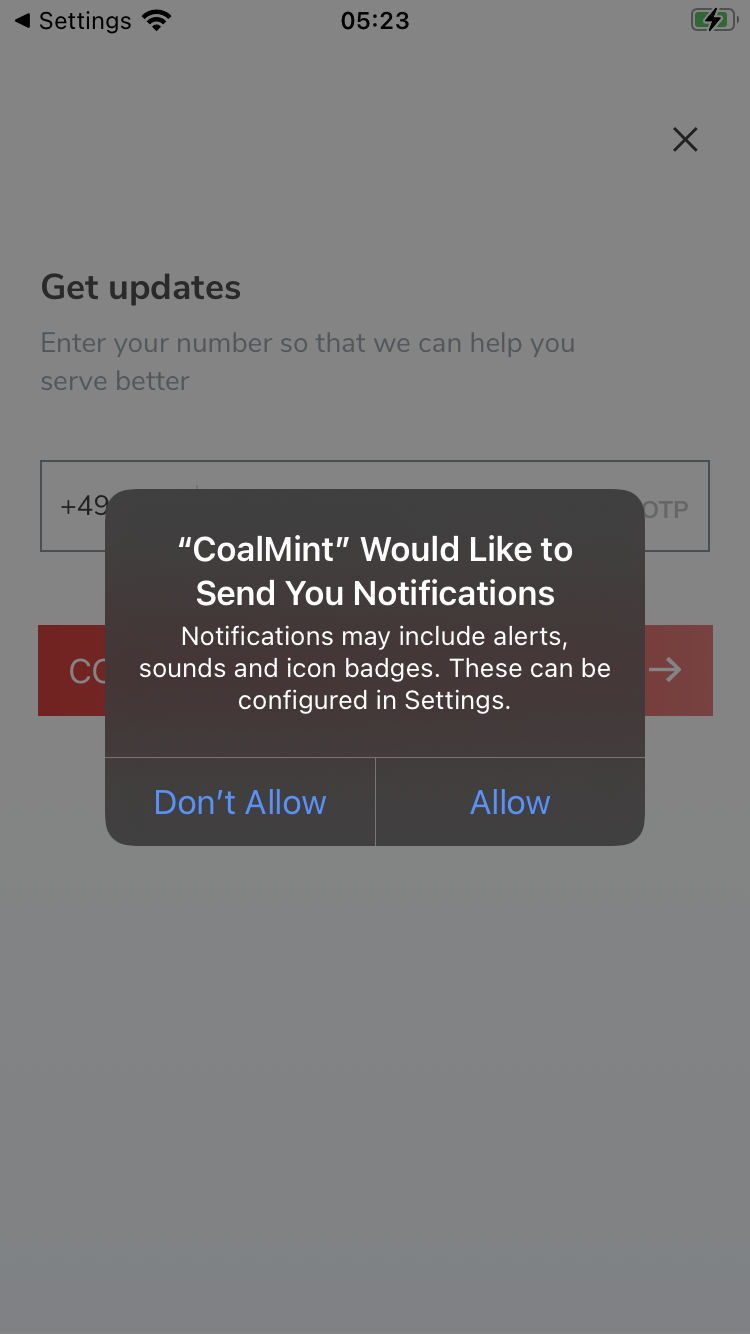 Settings 05:23
Get updates
Enter your number so that we can help you
serve better
+49
OTP
“CoalMint” Would Like to
Send You Notifications
Notifications may include alerts,
sounds and icon badges. These can be
configured in Settings.
Don’t Allow Allow